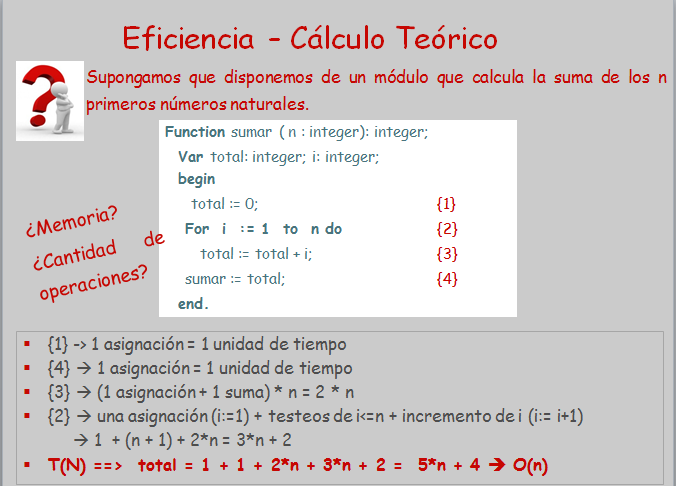 Eficiencia – Cálculo Teórico
Supongamos que disponemos de un módulo que calcula la suma de los n
primeros números naturales.
Function sumar ( n : integer): integer;
Var total: integer; i: integer;
begin
total := 0; {1}
For i := 1 to n do {2}
total := total + i; {3}
sumar := total; {4}
end.
¿Memoria?
¿Cantidad de
operaciones?
▪ {1} -> 1 asignación = 1 unidad de tiempo
▪ {4} → 1 asignación = 1 unidad de tiempo
▪ {3} → (1 asignación + 1 suma) * n = 2 * n
▪ {2} → una asignación (i:=1) + testeos de i<=n + incremento de i (i:= i+1)
→ 1 + (n + 1) + 2*n = 3*n + 2
▪ T(N) ==> total = 1 + 1 + 2*n + 3*n + 2 = 5*n + 4 → O(n)